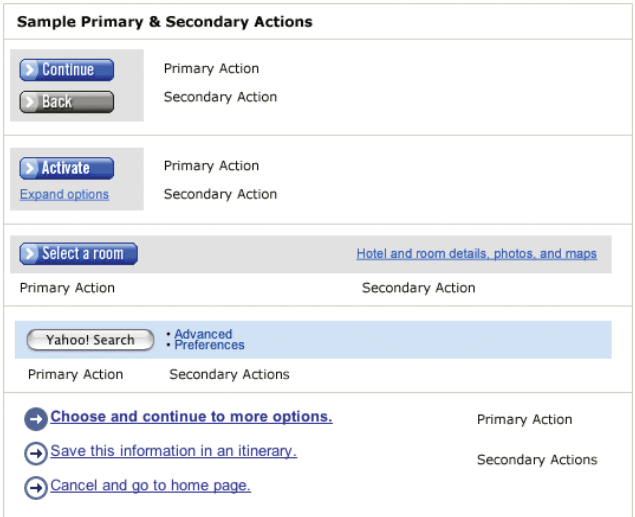 Sample Primary & Secondary Actions
Continue Primary Action
Back Secondary Action
Activate Primary Action
Expand options Secondary Action
Select a room Hotel and room details, photos, and maps
Primary Action Secondary Action
Yahoo! Search • Advanced
• Preferences
Primary Action Secondary Actions
Choose and continue to more options. Primary Action
Save this information in an itinerary. Secondary Actions
Cancel and go to home page.